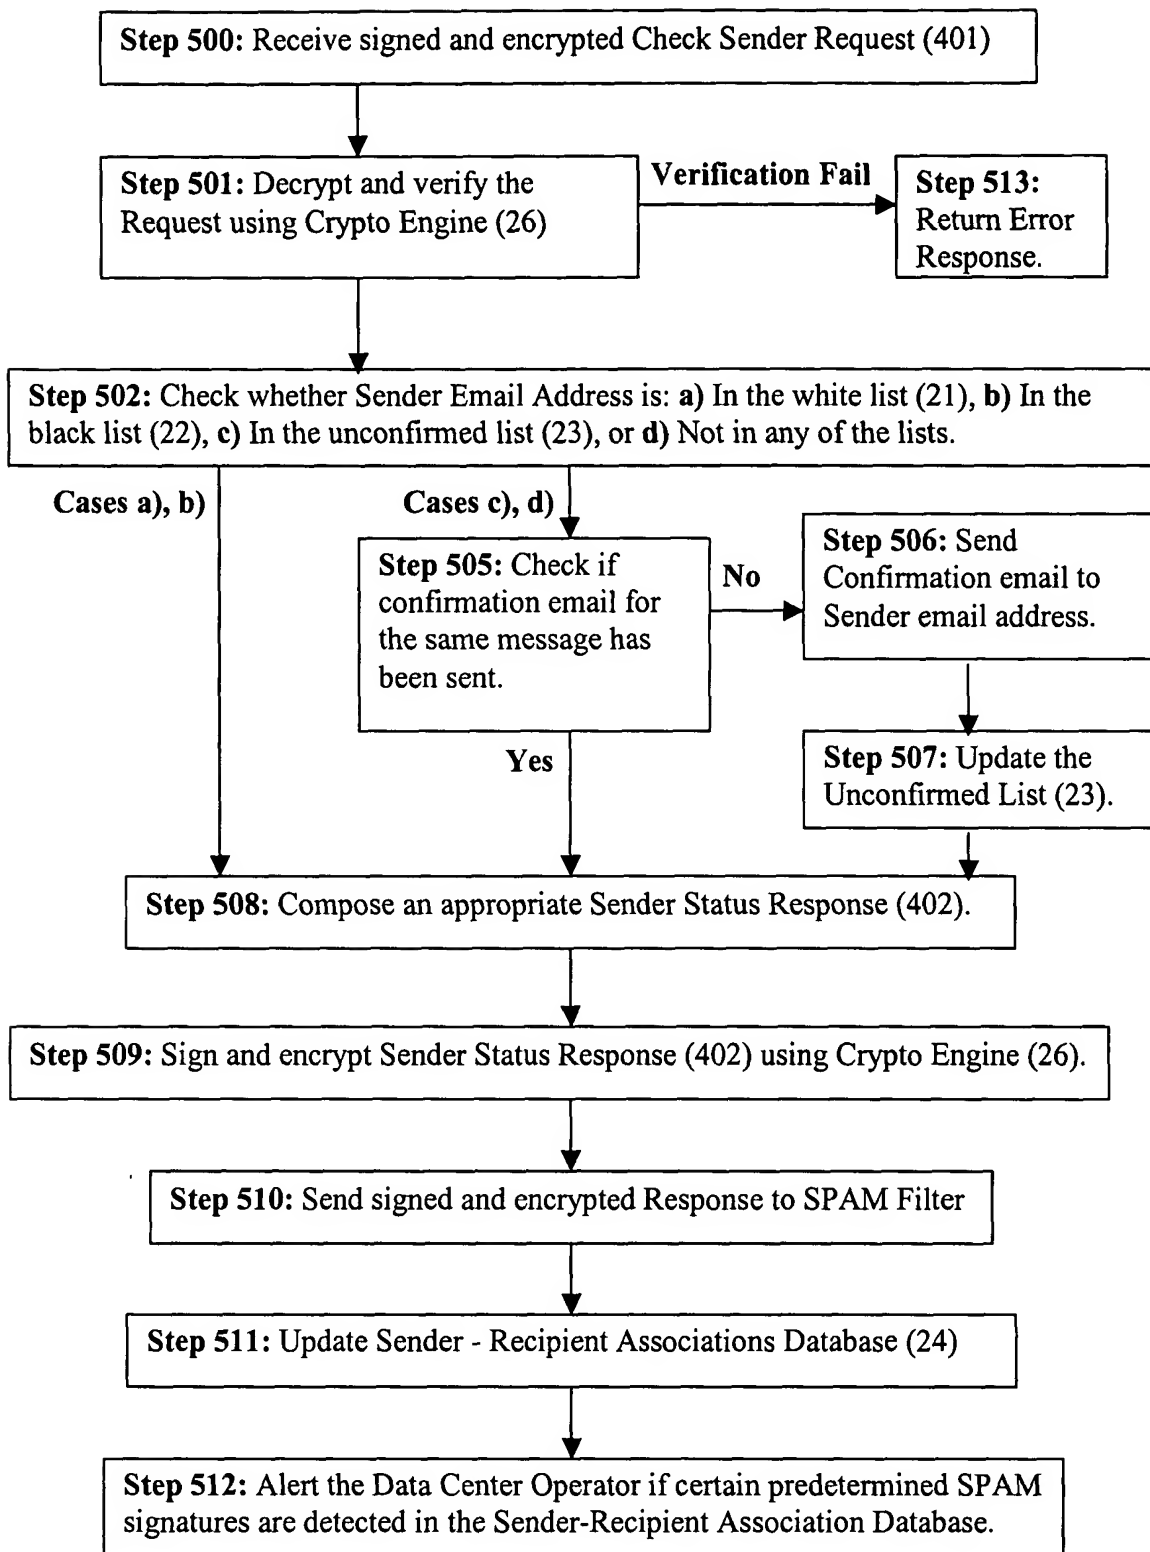 Step 500: Receive signed and encrypted Check Sender Request (401)
Step 501: Decrypt and verify the
Request using Crypto Engine (26)
Verification Fail
Step 513:
Return Error
Response.
Step 502: Check whether Sender Email Address is: a) In the white list (21), b) In the
black list (22), c) In the unconfirmed list (23), or d) Not in any of the lists.
Cases a), b)
Cases c), d)
Step 505: Check if
confirmation email for
the same message has
been sent.
No
Step 506: Send
Confirmation email to
Sender email address.
Yes
Step 507: Update the
Unconfirmed List (23).
Step 508: Compose an appropriate Sender Status Response (402).
Step 509: Sign and encrypt Sender Status Response (402) using Crypto Engine (26).
Step 510: Send signed and encrypted Response to SPAM Filter
Step 511: Update Sender - Recipient Associations Database (24)
Step 512: Alert the Data Center Operator if certain predetermined SPAM
signatures are detected in the Sender-Recipient Association Database.